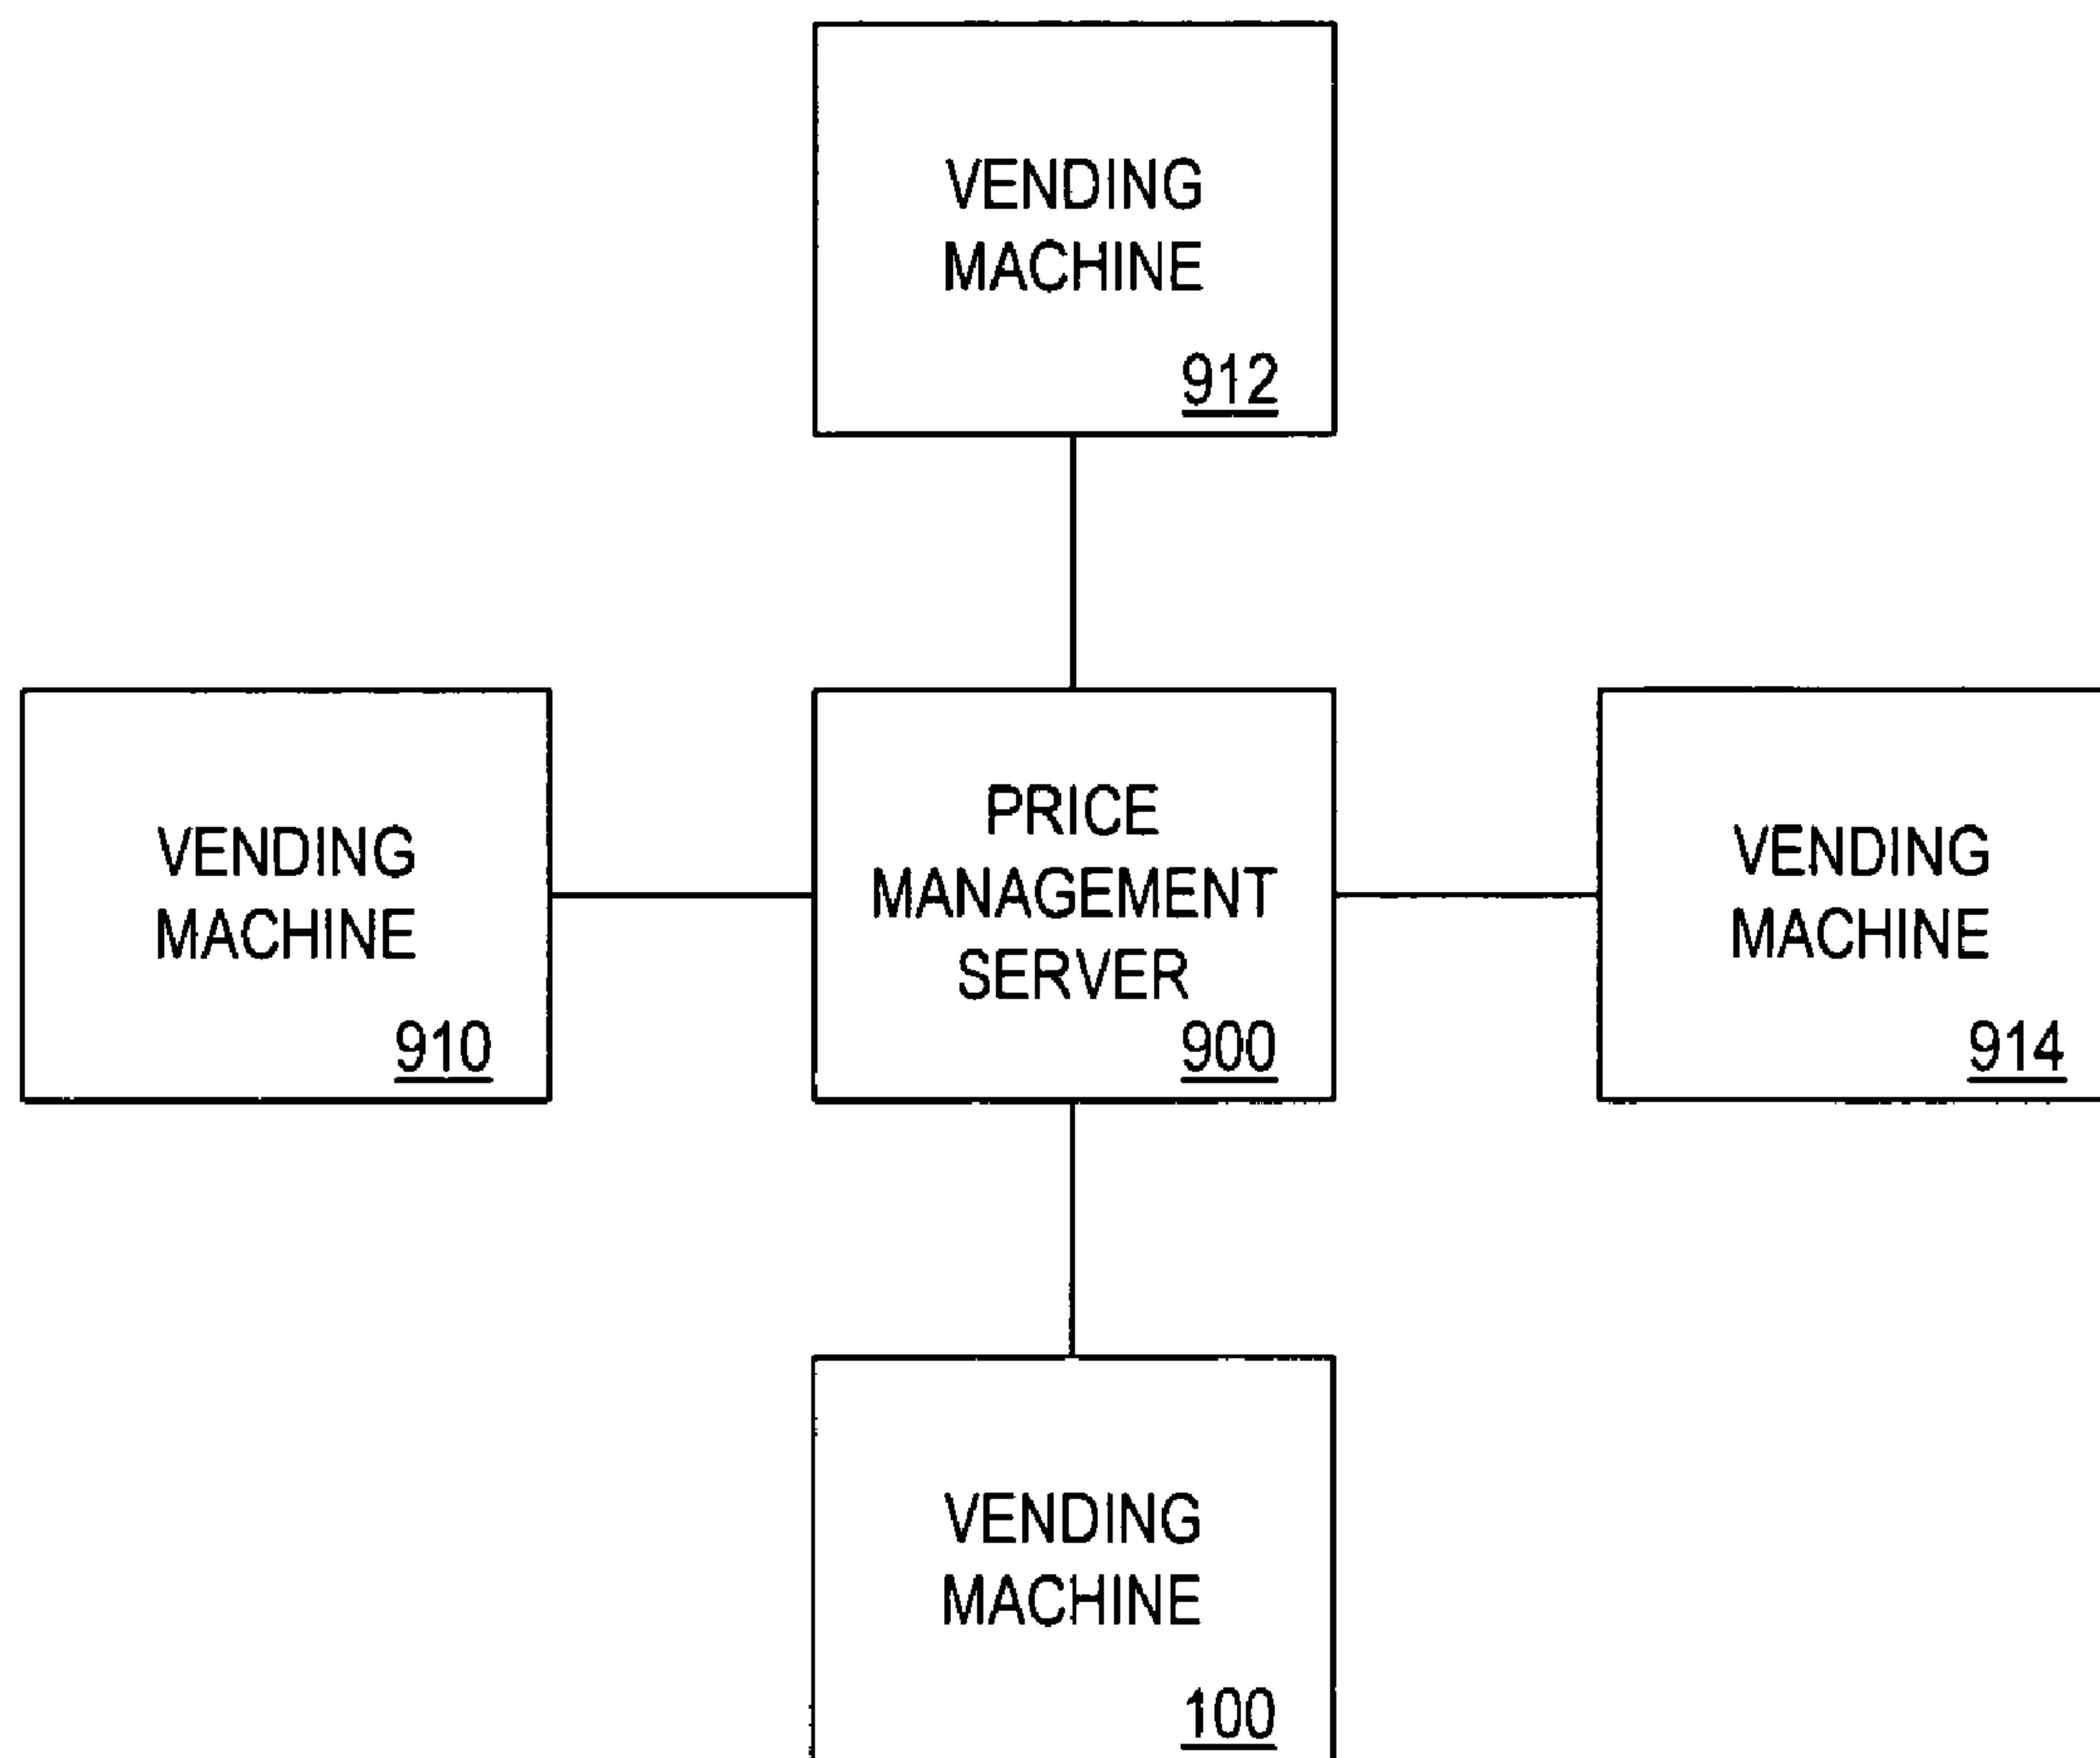 VENDING
MACHINE
912
VENDING
MACHINE
910
PRICE
MANAGEMENT
SERVER
900
VENDING
MACHINE
914
VENDING
MACHINE
100